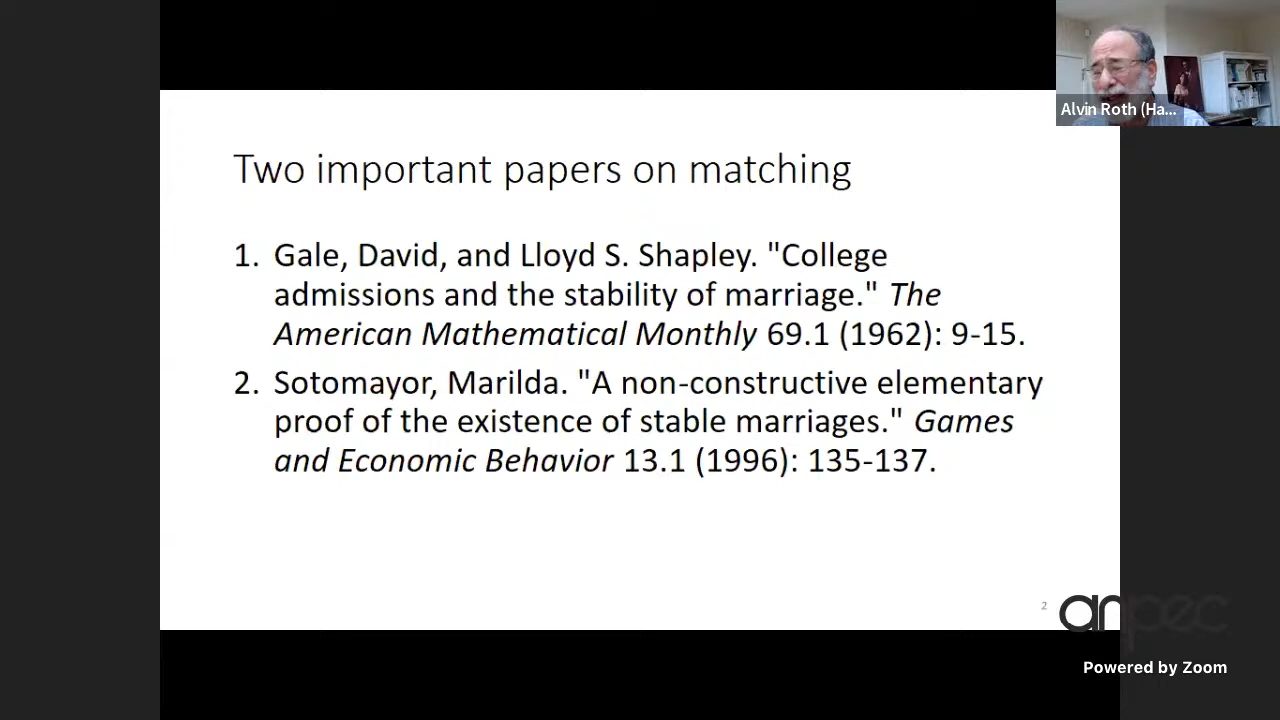 Alvin Roth (Ha...
Two important papers on matching
1. Gale, David, and Lloyd S. Shapley. "College
admissions and the stability of marriage." The
American Mathematical Monthly 69.1 (1962): 9-15.
2. Sotomayor, Marilda. "A non-constructive elementary
proof of the existence of stable marriages." Games
and Economic Behavior 13.1 (1996): 135-137.
2
anpec
Powered by Zoom